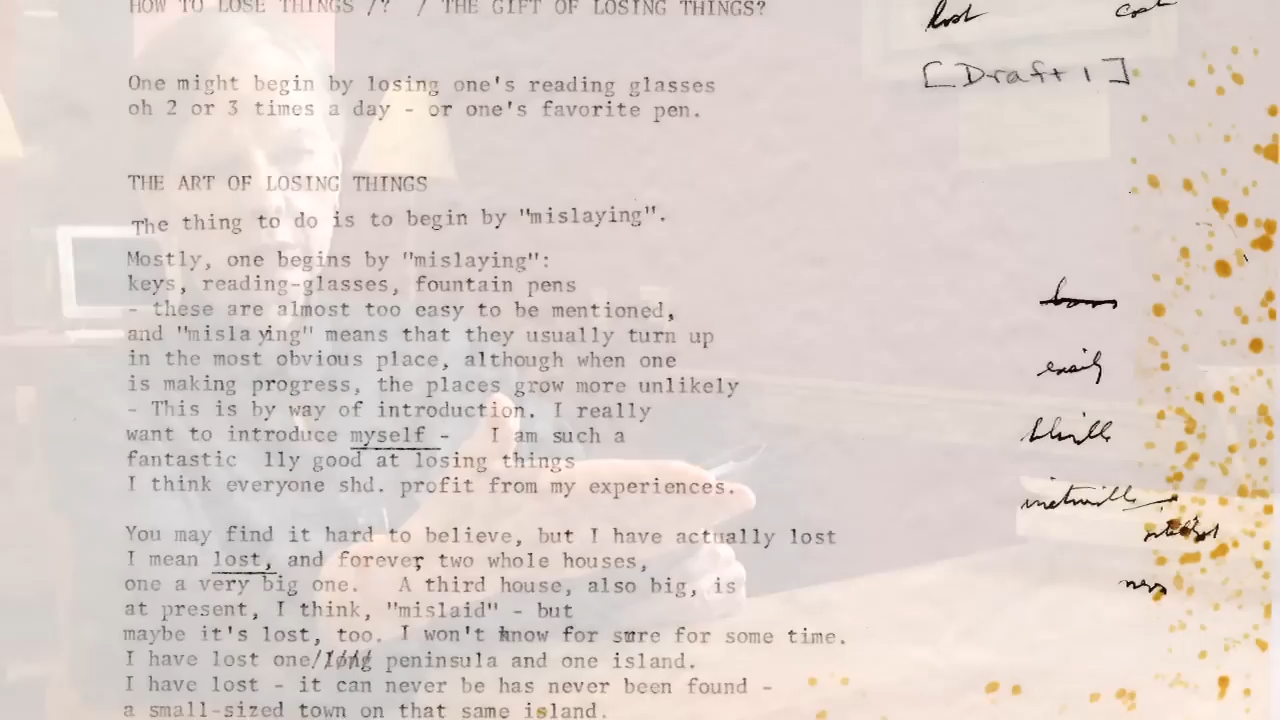 HOW TO LOSE THINGS /? / THE GIFT OF LOSING THINGS?
lost
[Draft 1]
One might begin by losing one's reading glasses
oh 2 or 3 times a day - or one's favorite pen.
THE ART OF LOSING THINGS
The thing to do is to begin by "mislaying".
Mostly, one begins by "mislaying":
keys, reading-glasses, fountain pens
- these are almost too easy to be mentioned,
and "mislaying" means that they usually turn up
in the most obvious place, although when one
is making progress, the places grow more unlikely
- This is by way of introduction. I really
want to introduce myself - I am such a
fantastic lly good at losing things
I think everyone shd. profit from my experiences.
easily
You may find it hard to believe, but I have actually lost
I mean lost, and forever two whole houses,
one a very big one. A third house, also big, is
at present, I think, "mislaid" - but
maybe it's lost, too. I won't know for sure for some time.
I have lost one/long peninsula and one island.
I have lost - it can never be has never been found -
a small-sized town on that same island.